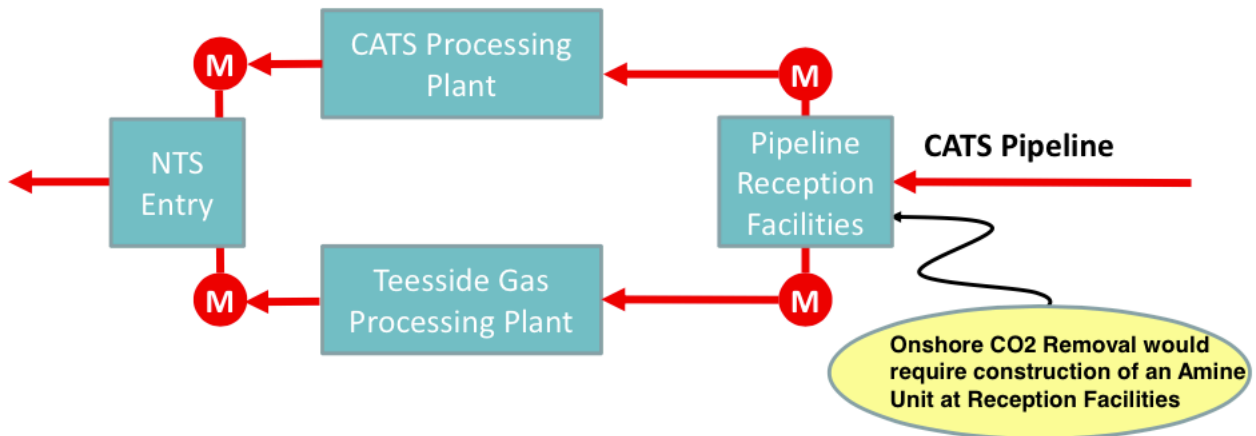 CATS Processing
Plant
M
M
NTS
Entry
Pipeline
Reception
Facilities
CATS Pipeline
Teesside Gas
Processing Plant
M
M
Onshore CO2 Removal would
require construction of an Amine
Unit at Reception Facilities